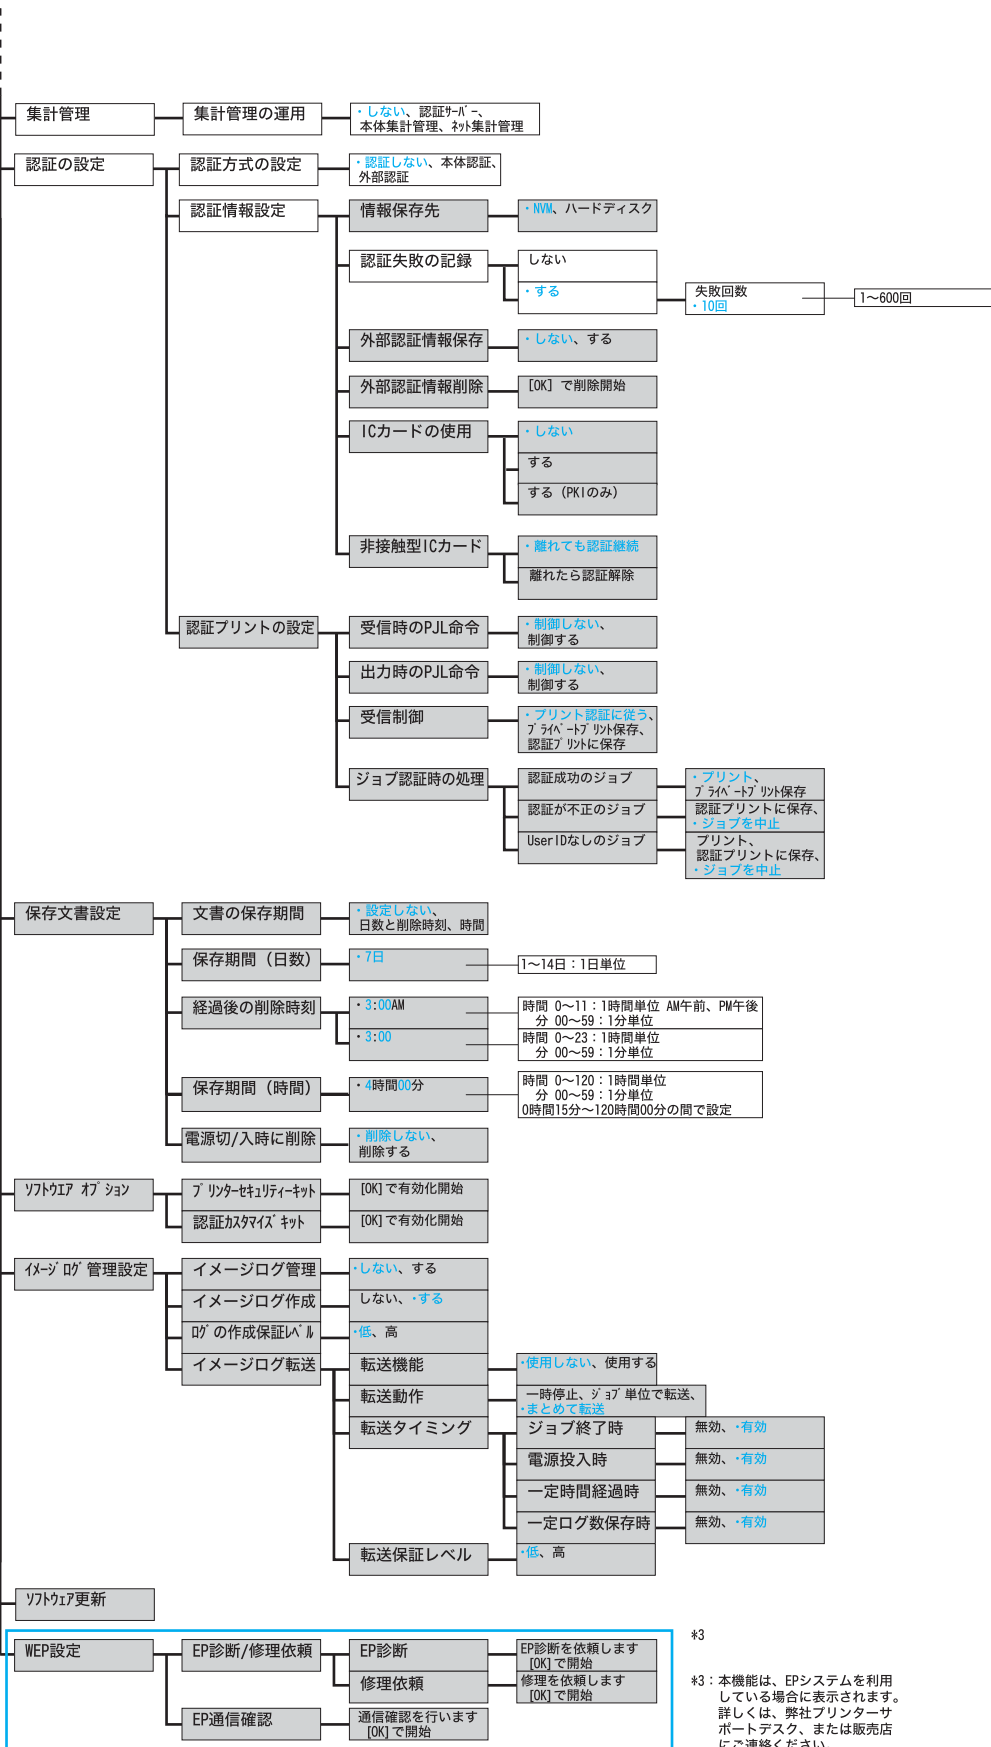 集計管理
集計管理の運用
・しない、認証ｻｰﾊﾞｰ、
本体集計管理、ﾈｯﾄ集計管理
認証の設定
認証方式の設定
・認証しない、本体認証、
外部認証
認証情報設定
情報保存先
・NVM、ハードディスク
認証失敗の記録
しない
・する
失敗回数
・10回
1～600回
外部認証情報保存
・しない、する
外部認証情報削除
[OK] で削除開始
ICカードの使用
・しない
する
する（PKIのみ）
非接触型ICカード
・離れても認証継続
離れたら認証解除
認証プリントの設定
受信時のPJL命令
・制御しない、
制御する
出力時のPJL命令
・制御しない、
制御する
受信制御
・プリント認証に従う、
ﾌﾟﾗｲﾍﾞｰﾄﾌﾟﾘﾝﾄ保存、
認証ﾌﾟﾘﾝﾄに保存
ジョブ認証時の処理
認証成功のジョブ
・プリント、
ﾌﾟﾗｲﾍﾞｰﾄﾌﾟﾘﾝﾄ保存
認証が不正のジョブ
認証プリントに保存、
・ジョブを中止
UserIDなしのジョブ
プリント、
認証プリントに保存、
・ジョブを中止
保存文書設定
文書の保存期間
・設定しない、
日数と削除時刻、時間
保存期間（日数）
・7日
1～14日：1日単位
経過後の削除時刻
・3:00AM
時間 0～11：1時間単位 AM午前、PM午後
分 00～59：1分単位
・3:00
時間 0～23：1時間単位
分 00～59：1分単位
保存期間（時間）
・4時間00分
時間 0～120：1時間単位
分 00～59：1分単位
0時間15分～120時間00分の間で設定
電源切/入時に削除
・削除しない、
削除する
ｿﾌﾄｳｴｱ ｵﾌﾟｼｮﾝ
ﾌﾟﾘﾝﾀｰｾｷｭﾘﾃｨｰｷｯﾄ
[OK]で有効化開始
認証ｶｽﾀﾏｲｽﾞｷｯﾄ
[OK]で有効化開始
ｲﾒｰｼﾞﾛｸﾞ管理設定
イメージログ管理
・しない、する
イメージログ作成
しない、・する
ﾛｸﾞの作成保証ﾚﾍﾞﾙ
・低、高
イメージログ転送
転送機能
・使用しない、使用する
転送動作
一時停止、ｼﾞｮﾌﾞ単位で転送、
・まとめて転送
転送タイミング
ジョブ終了時
無効、・有効
電源投入時
無効、・有効
一定時間経過時
無効、・有効
一定ログ数保存時
無効、・有効
転送保証レベル
・低、高
ｿﾌﾄｳｪｱ更新
WEP設定
EP診断/修理依頼
EP診断
EP診断を依頼します
[OK]で開始
修理依頼
修理を依頼します
[OK]で開始
EP通信確認
通信確認を行います
[OK]で開始
*3
*3：本機能は、EPシステムを利用
している場合に表示されます。
詳しくは、弊社プリンターサ
ポートデスク、または販売店
にご連絡ください。